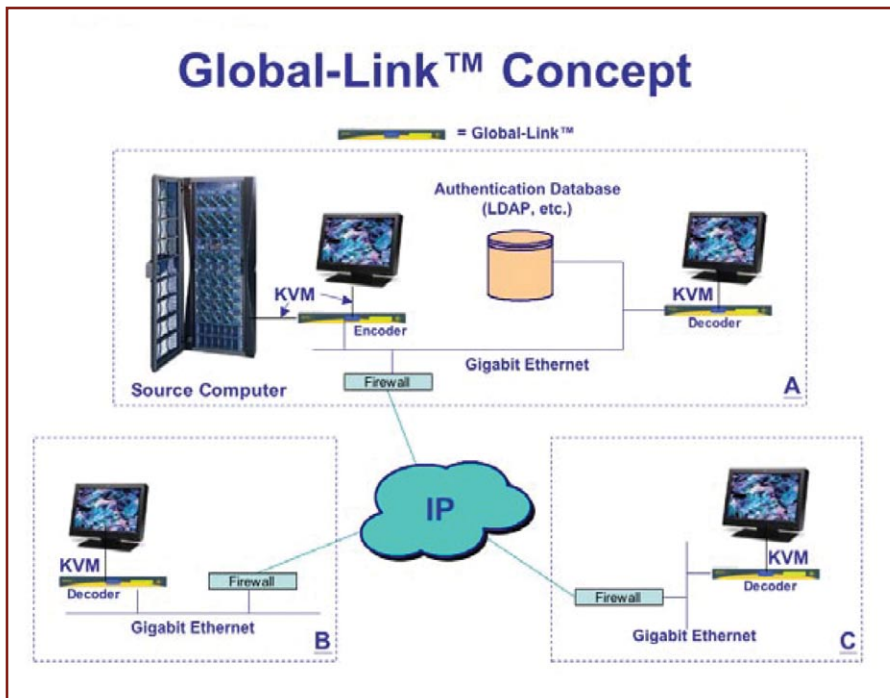 Global-Link™ Concept
= Global-Link™
Authentication Database
(LDAP, etc.)
KVM
Encoder
KVM
Decoder
Gigabit Ethernet
Source Computer
Firewall
A
IP
KVM
Decoder
Firewall
Gigabit Ethernet
B
KVM
Decoder
Firewall
Gigabit Ethernet
C